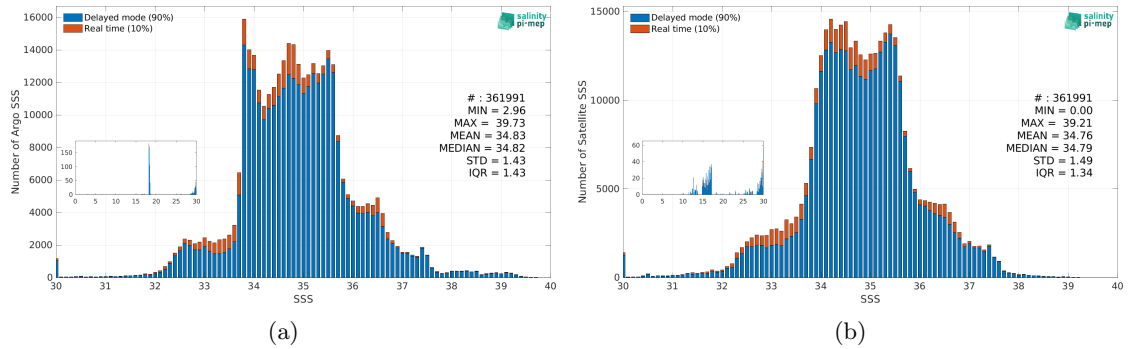 Delayed mode (90%)
Real time (10%)
salinity
pi-mep
# : 361991
MIN = 2.96
MAX = 39.73
MEAN = 34.83
MEDIAN = 34.82
STD = 1.43
IQR = 1.43
Number of Argo SSS
16000
14000
12000
10000
8000
6000
4000
2000
0
150
100
50
0
0 5 10 15 20 25 30
30 31 32 33 34 35 36 37 38 39 40
SSS
(a)
Delayed mode (90%)
Real time (10%)
salinity
pi-mep
# : 361991
MIN = 0.00
MAX = 39.21
MEAN = 34.76
MEDIAN = 34.79
STD = 1.49
IQR = 1.34
Number of Satellite SSS
15000
10000
5000
0
60
40
20
0
0 5 10 15 20 25 30
30 31 32 33 34 35 36 37 38 39 40
SSS
(b)